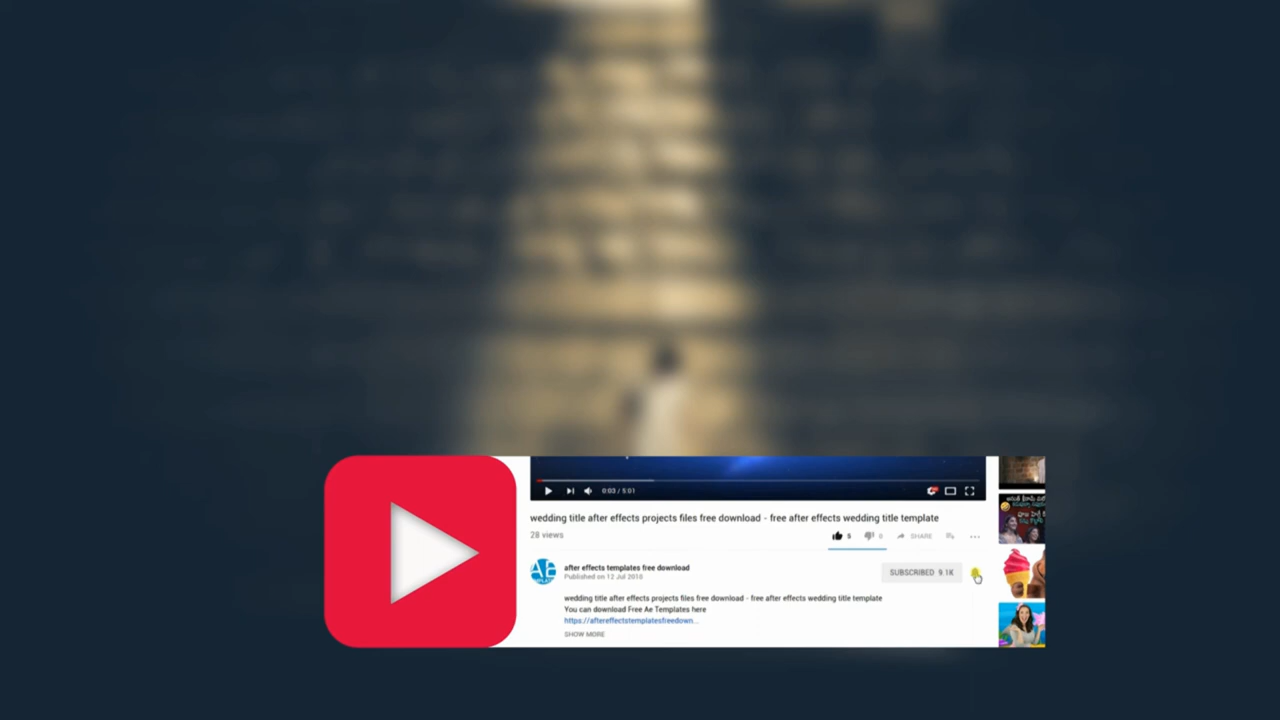 0:03 / 5:01
wedding title after effects projects files free download - free after effects wedding title template
28 views
5
0
SHARE
after effects templates free download
Published on 12 Jul 2018
SUBSCRIBED 9.1K
wedding title after effects projects files free download - free after effects wedding title template
You can download Free Ae Templates here
https://aftereffectstemplatesfreedown...
SHOW MORE